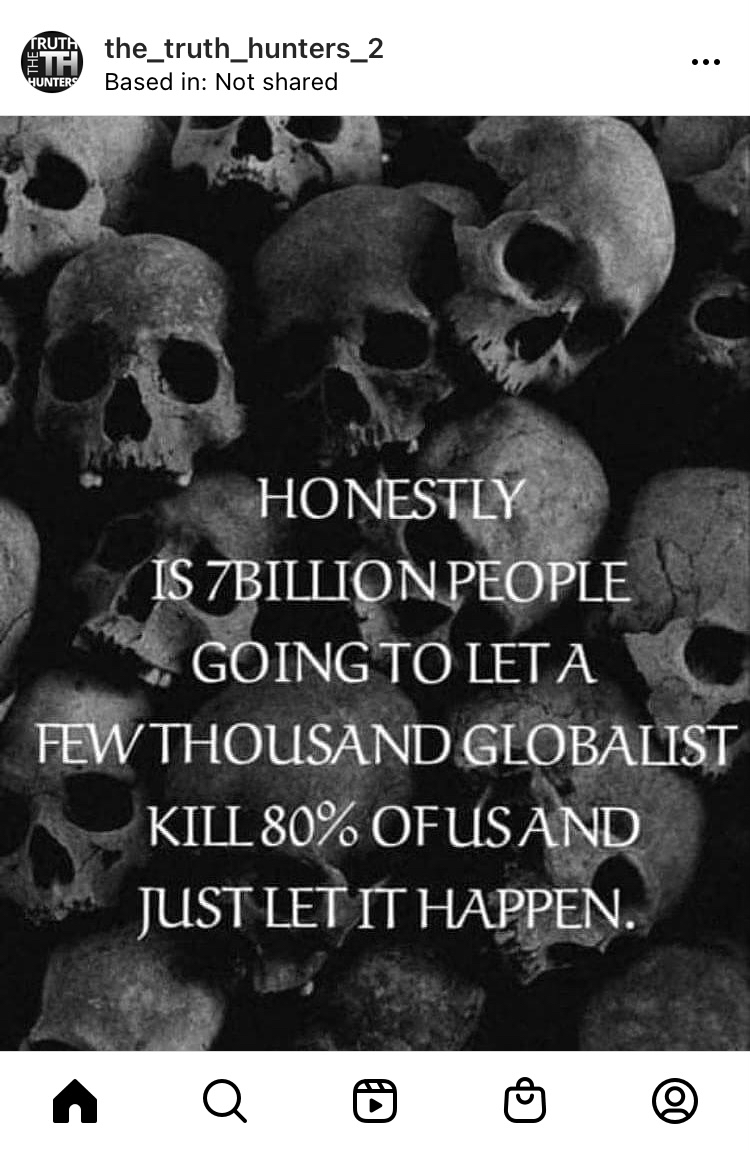 TRUTH
THE TH
HUNTERS
the_truth_hunters_2
Based in: Not shared
HONESTLY
IS 7BILLION PEOPLE
GOING TO LET A
FEW THOUSAND GLOBALIST
KILL 80% OF US AND
JUST LET IT HAPPEN.